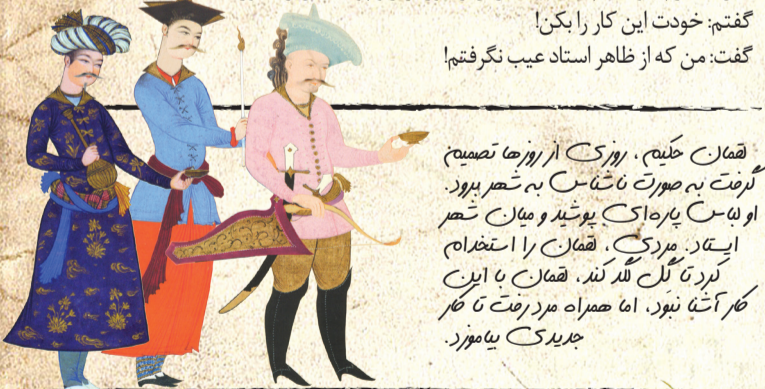 گفتم: خودت این کار را بکن!
گفت: من که از ظاهر استاد عیب نگرفتم!
لقمان حکیم، روزی از روزها تصمیم
گرفت به صورت ناشناس به شهر برود.
او لباس پاره‌ای پوشید و میان شهر
ایستاد. مردی، لقمان را استخدام
کرد تا گل لگد کند، لقمان با این
کار آشنا نبود، اما همراه مرد رفت تا کار
جدیدی بیاموزد.